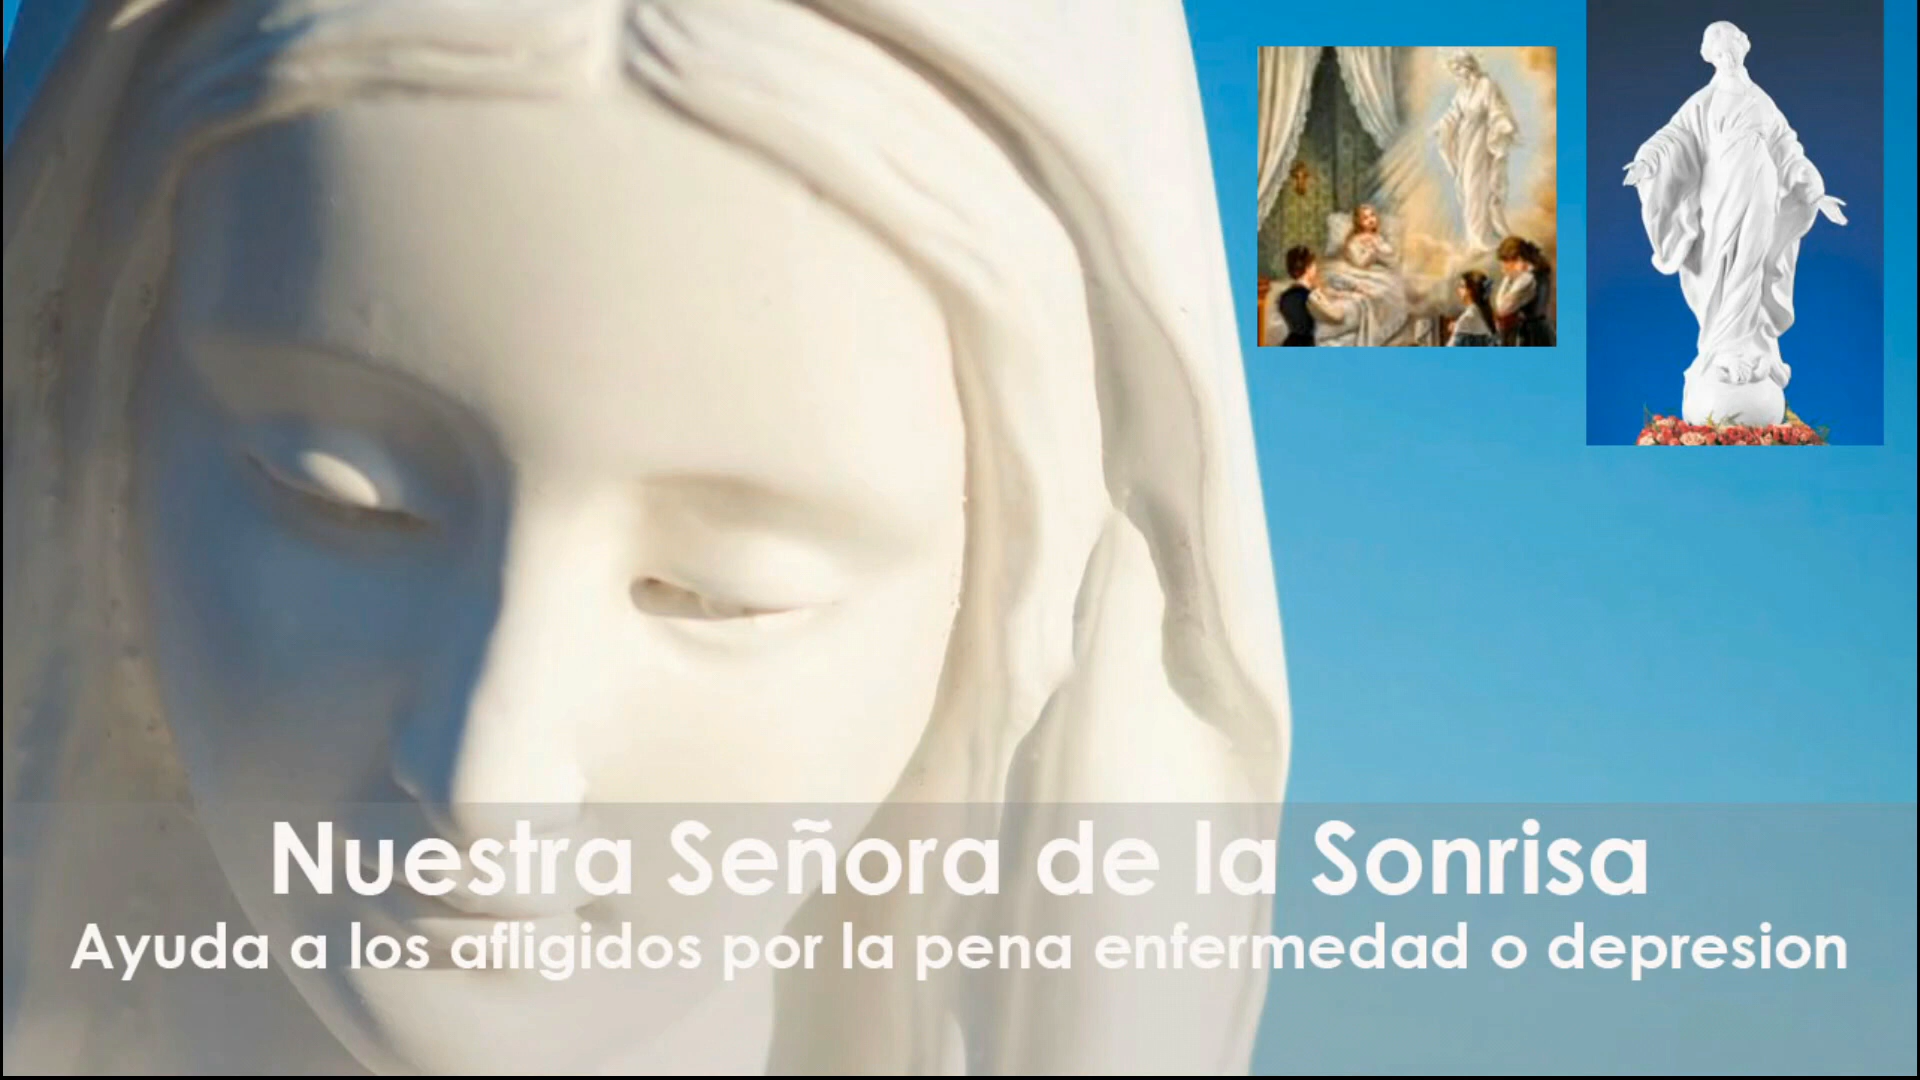 Nuestra Señora de la Sonrisa
Ayuda a los afligidos por la pena enfermedad o depresion